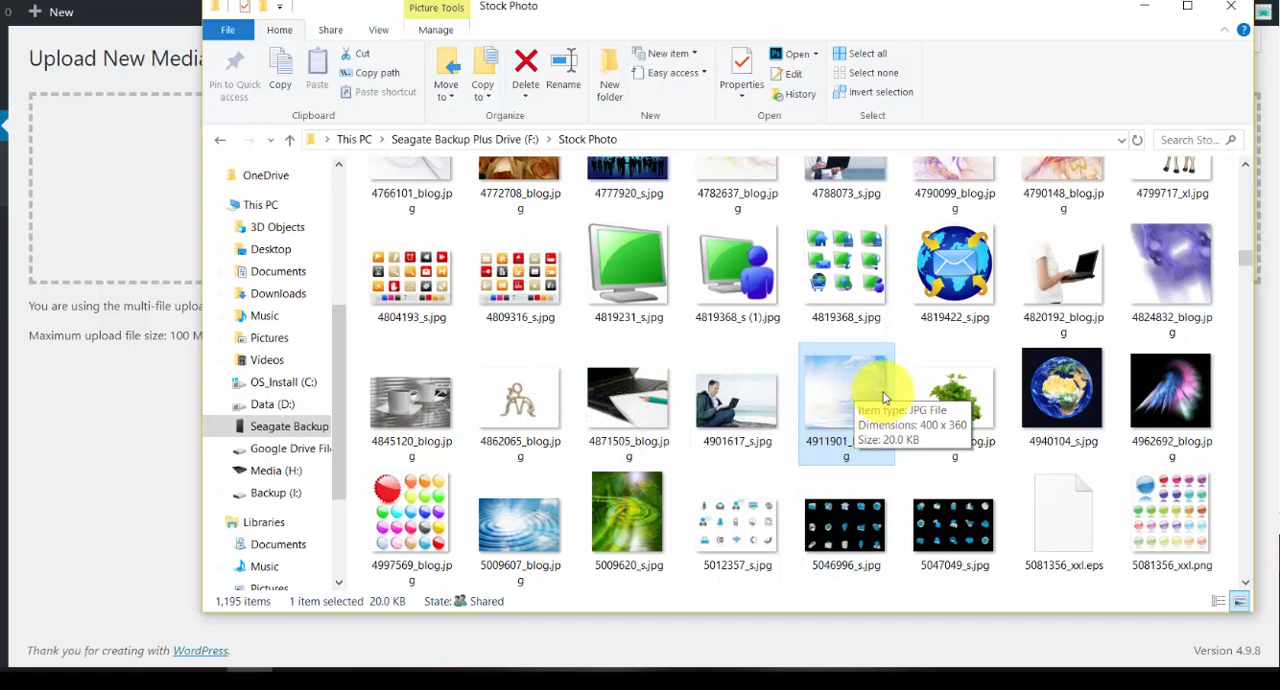 0 + New
Upload New Media
You are using the multi-file uplo
Maximum upload file size: 100 M
Thank you for creating with WordPress.
Version 4.9.8
Picture Tools
Stock Photo
File Home Share View Manage
Pin to Quick access
Copy
Paste
Cut
Copy path
Paste shortcut
Clipboard
Move to
Copy to
Delete
Rename
Organize
New folder
New item
Easy access
New
Properties
Open
Edit
History
Open
Select all
Select none
Invert selection
Select
This PC > Seagate Backup Plus Drive (F:) > Stock Photo
Search Sto...
OneDrive
This PC
3D Objects
Desktop
Documents
Downloads
Music
Pictures
Videos
OS_Install (C:)
Data (D:)
Seagate Backup
Google Drive File
Media (H:)
Backup (I:)
Libraries
Documents
Music
Pictures
4766101_blog.jpg
4772708_blog.jpg
4777920_s.jpg
4782637_blog.jpg
4788073_s.jpg
4790099_blog.jpg
4790148_blog.jpg
4799717_xl.jpg
4804193_s.jpg
4809316_s.jpg
4819231_s.jpg
4819368_s (1).jpg
4819368_s.jpg
4819422_s.jpg
4820192_blog.jpg
4824832_blog.jpg
4845120_blog.jpg
4862065_blog.jpg
4871505_blog.jpg
4901617_s.jpg
4911901_
g
og.jp
g
4940104_s.jpg
4962692_blog.jpg
Item type: JPG File
Dimensions: 400 x 360
Size: 20.0 KB
4997569_blog.jpg
5009607_blog.jpg
5009620_s.jpg
5012357_s.jpg
5046996_s.jpg
5047049_s.jpg
5081356_xxl.eps
5081356_xxl.png
1,195 items 1 item selected 20.0 KB State: Shared